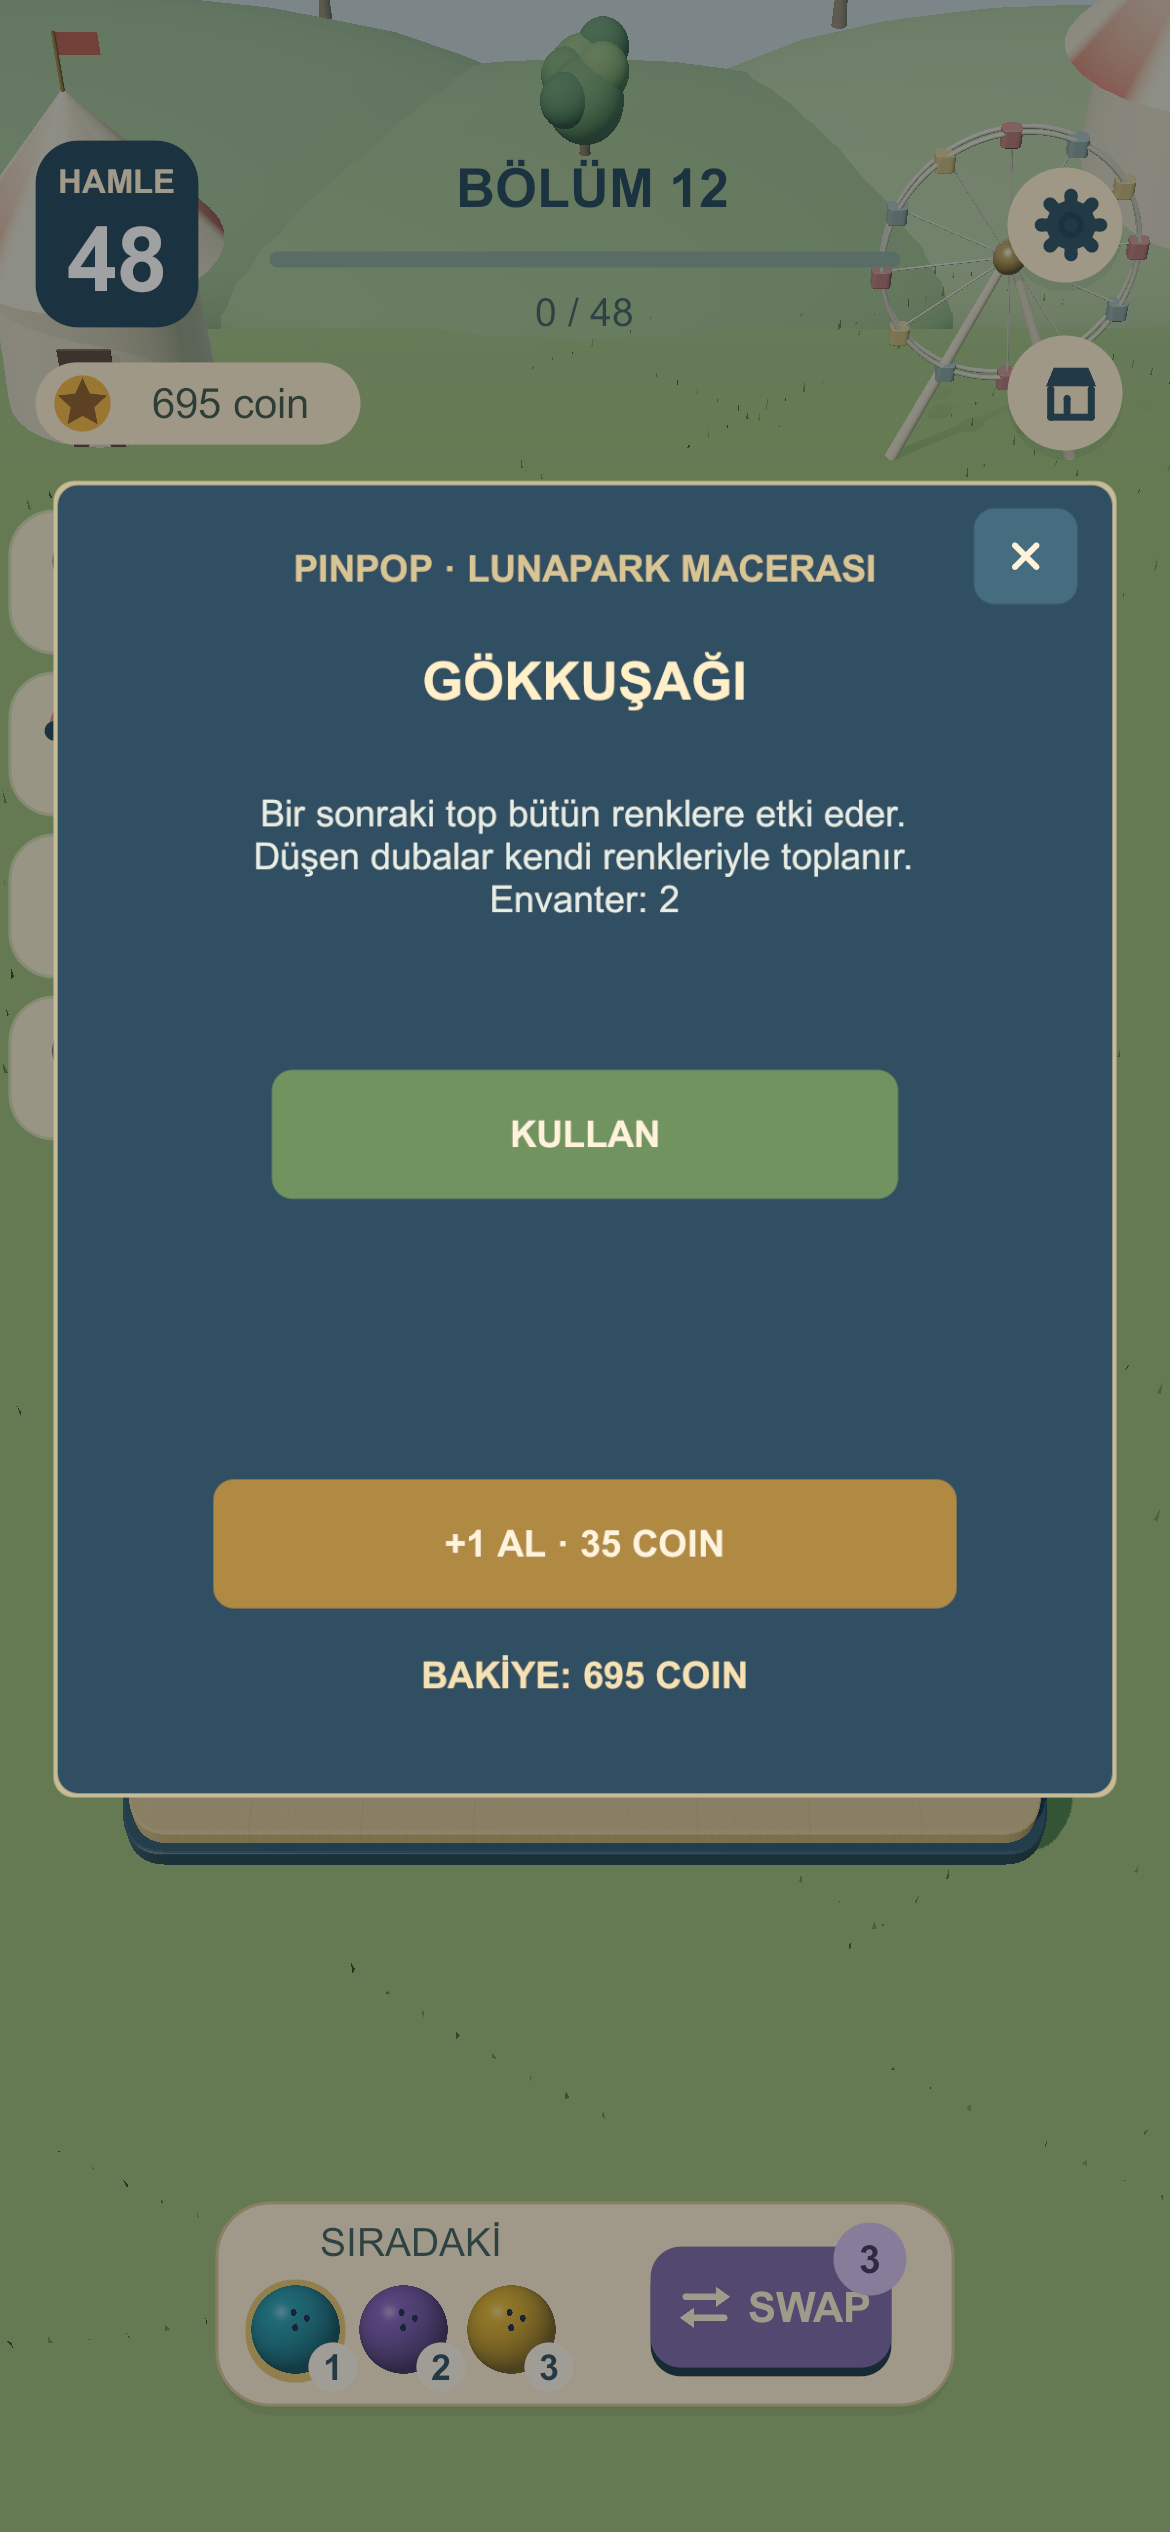 HAMLE
48
BÖLÜM 12
0 / 48
695 coin
PINPOP · LUNAPARK MACERASI
GÖKKUŞAĞI
Bir sonraki top bütün renklere etki eder.
Düşen dubalar kendi renkleriyle toplanır.
Envanter: 2
KULLAN
+1 AL · 35 COIN
BAKİYE: 695 COIN
SIRADAKİ
1
2
3
SWAP
3